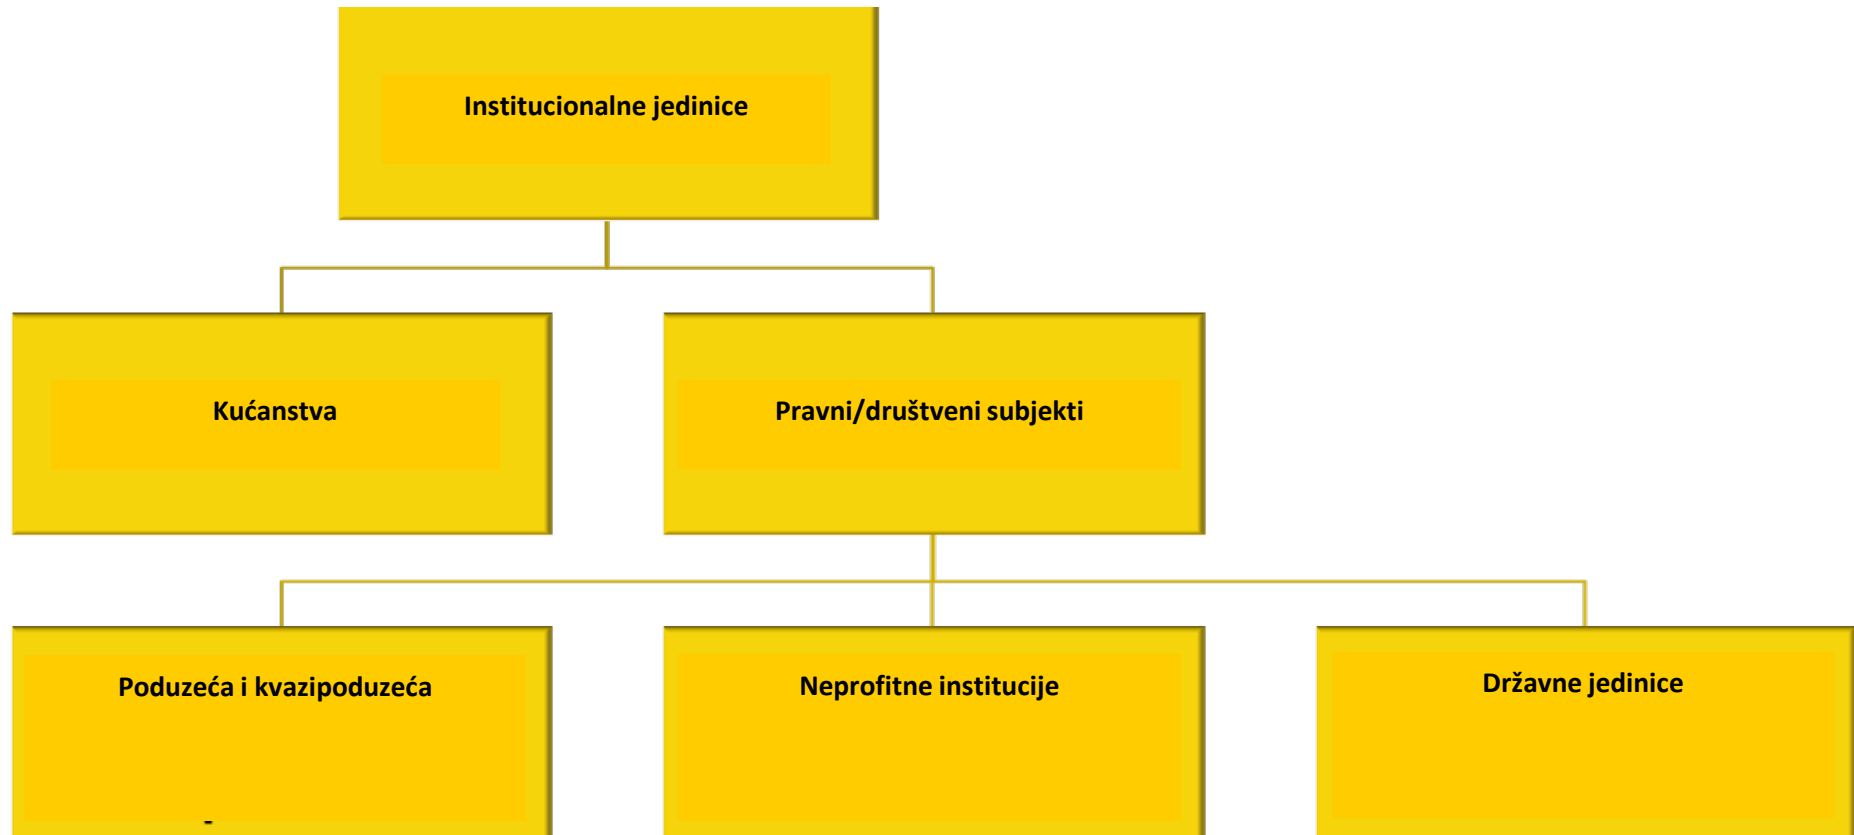 Institucionalne jedinice
Kućanstva
Pravni/društveni subjekti
Poduzeća i kvazipoduzeća
Neprofitne institucije
Državne jedinice